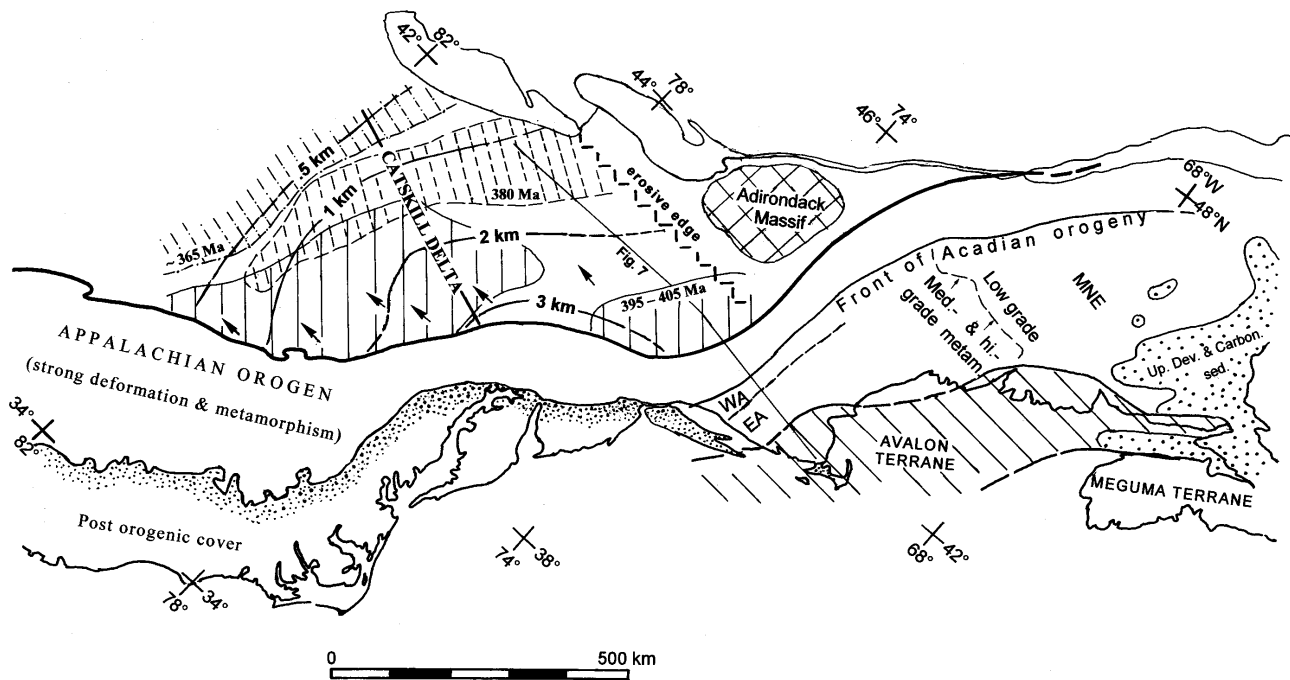 42° 82°
44° 78°
46° 74°
68°W
48°N
.5 km
1 km
CATSKILL DELTA
380 Ma
~ 365 Ma
2 km
3 km
erosive edge
Adirondack
Massif
Fig. 7
395 – 405 Ma
Front of Acadian orogeny
Low grade
Med.- & hi.-
grade metam.
MNE
Up. Dev. & Carbon.
sed.
APPALACHIAN OROGEN
(strong deformation & metamorphism)
WA
EA
AVALON
TERRANE
MEGUMA TERRANE
34°
82°
Post orogenic cover
74° 38°
68° 42°
78° 34°
0 500 km